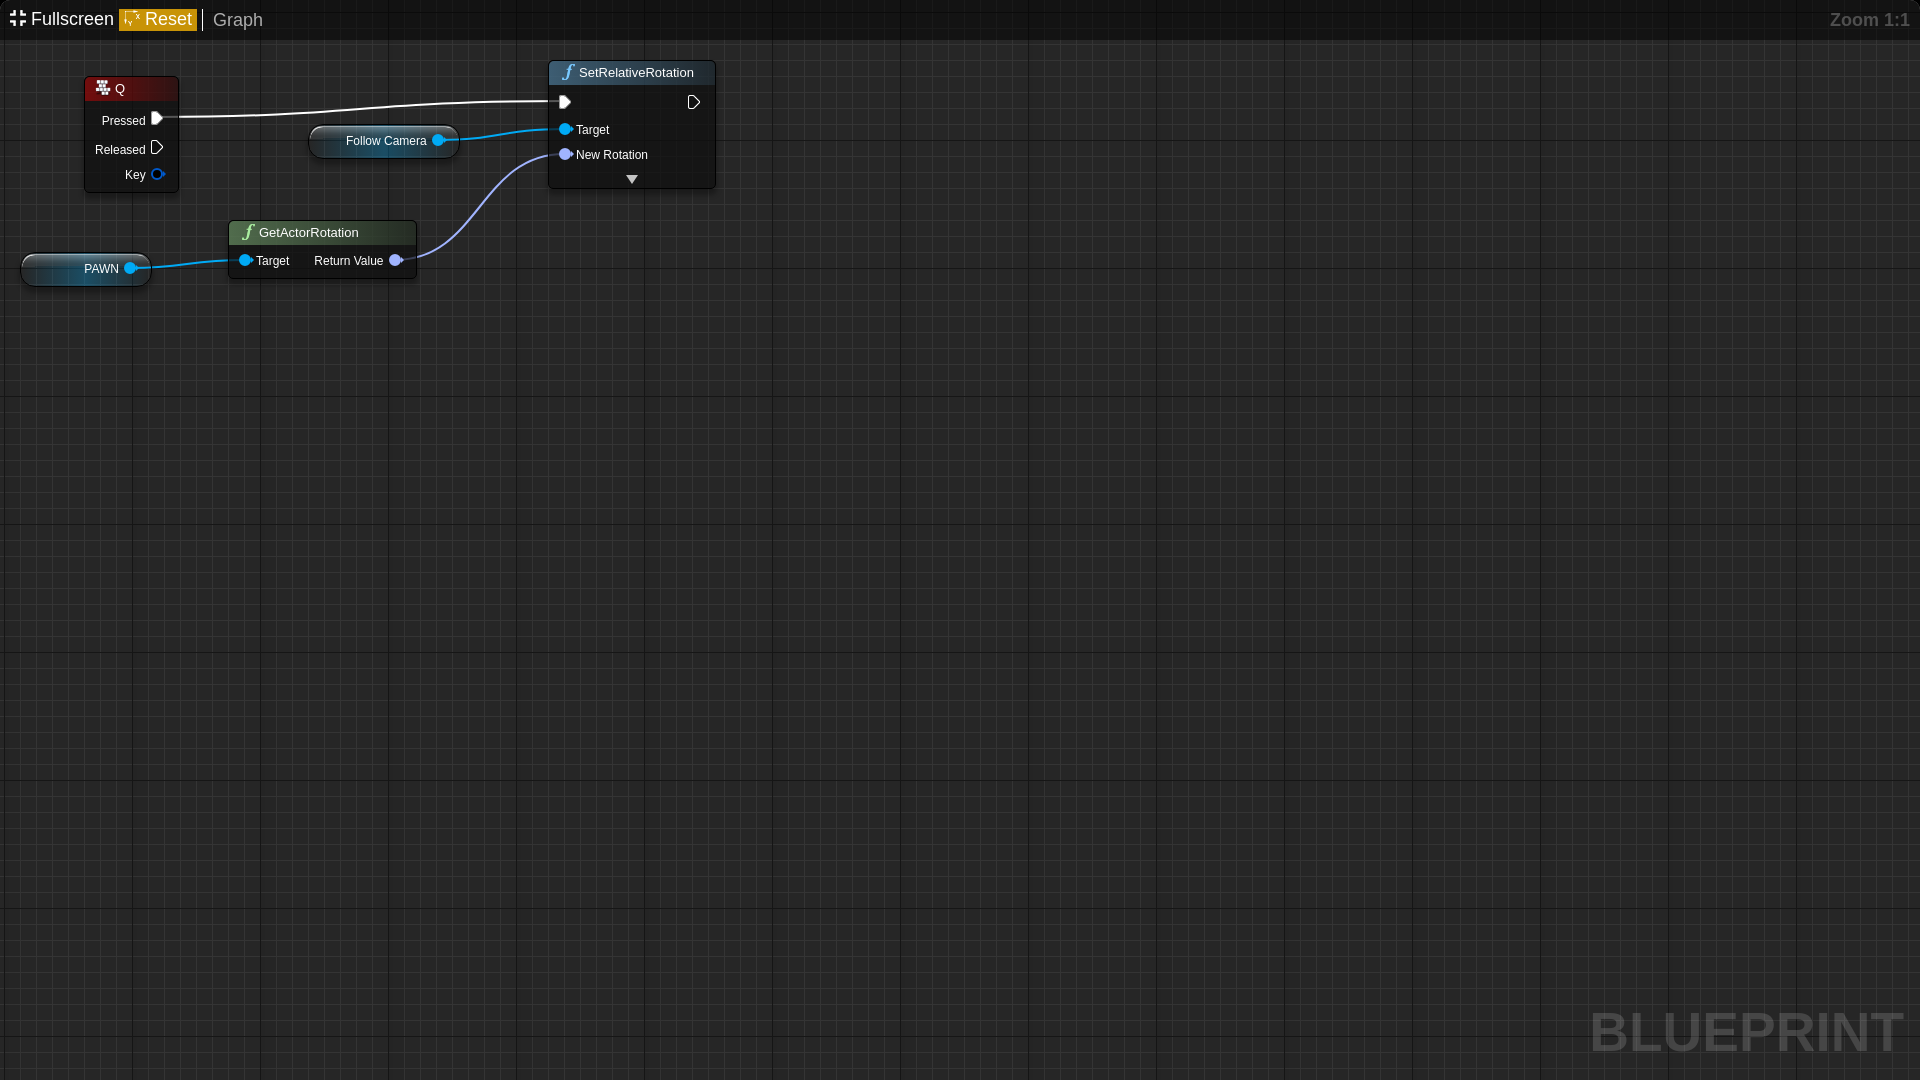 Fullscreen Reset Graph
Zoom 1:1
Q
Pressed
Released
Key
Follow Camera
SetRelativeRotation
Target
New Rotation
PAWN
GetActorRotation
Target Return Value
BLUEPRINT